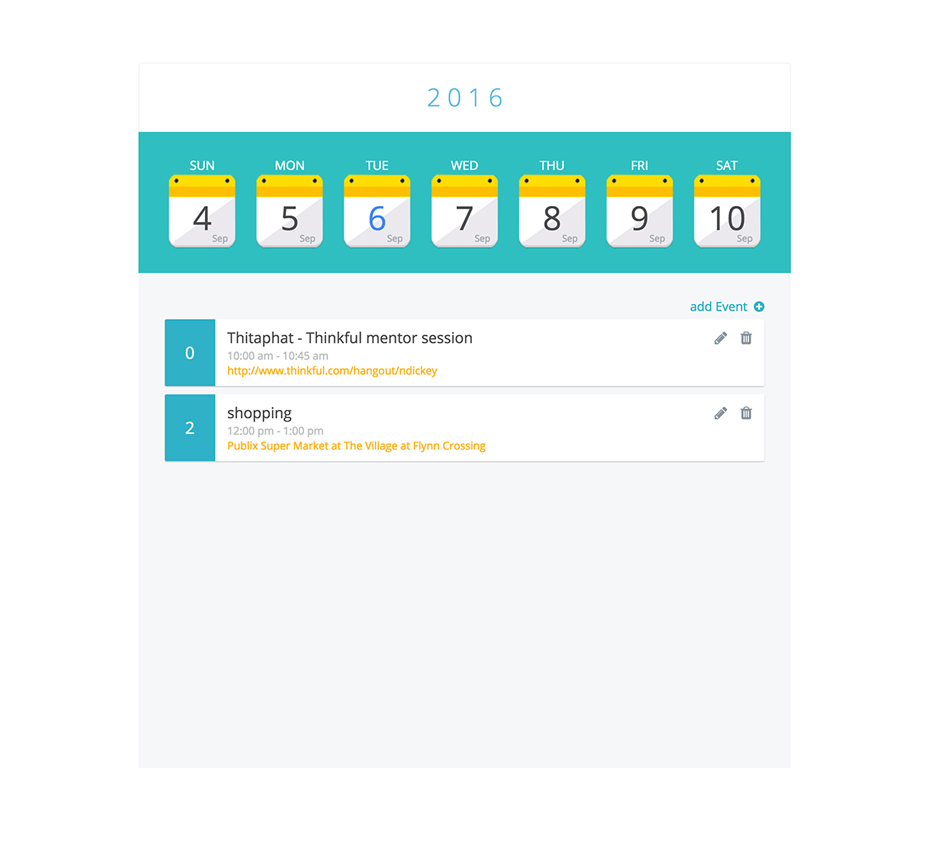 2016
SUN MON TUE WED THU FRI SAT
4 5 6 7 8 9 10
Sep Sep Sep Sep Sep Sep Sep
add Event
0
Thitaphat - Thinkful mentor session
10:00 am - 10:45 am
http://www.thinkful.com/hangout/ndickey
2
shopping
12:00 pm - 1:00 pm
Publix Super Market at The Village at Flynn Crossing